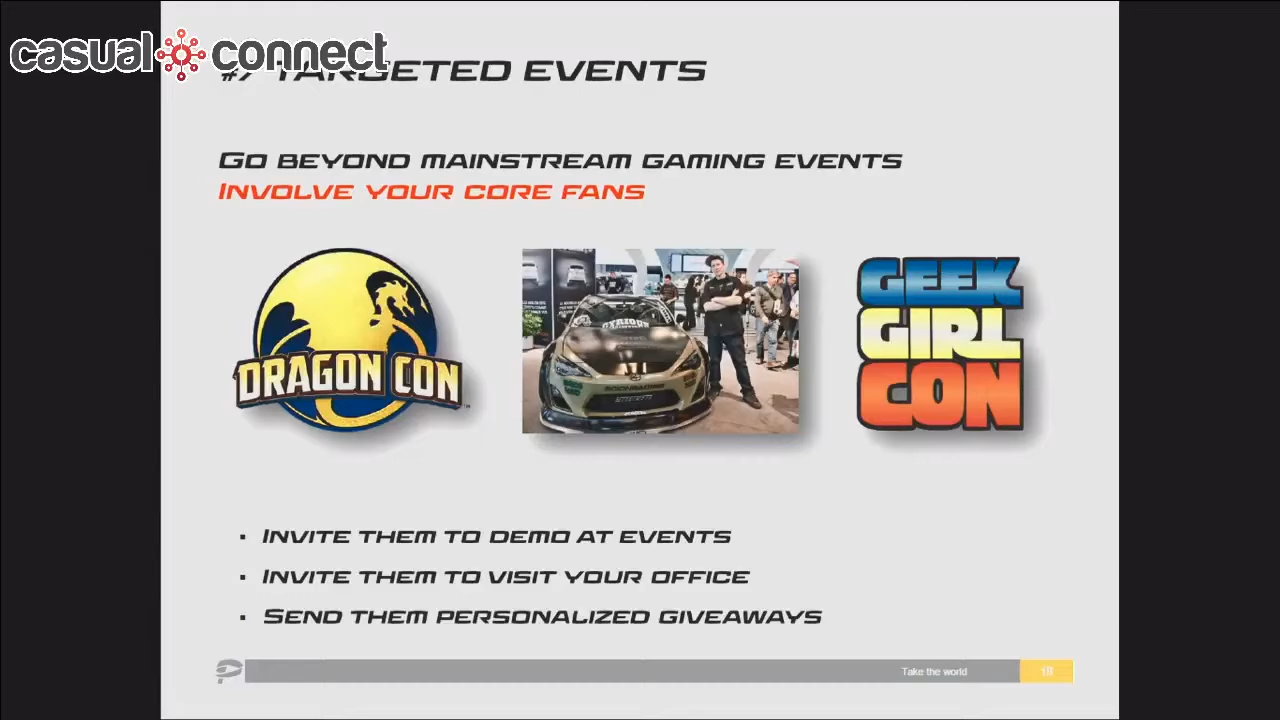 casual connect
#7 TARGETED EVENTS
GO BEYOND MAINSTREAM GAMING EVENTS
INVOLVE YOUR CORE FANS
DRAGON CON
GEEK
GIRL
CON
▪ INVITE THEM TO DEMO AT EVENTS
▪ INVITE THEM TO VISIT YOUR OFFICE
▪ SEND THEM PERSONALIZED GIVEAWAYS
Take the world